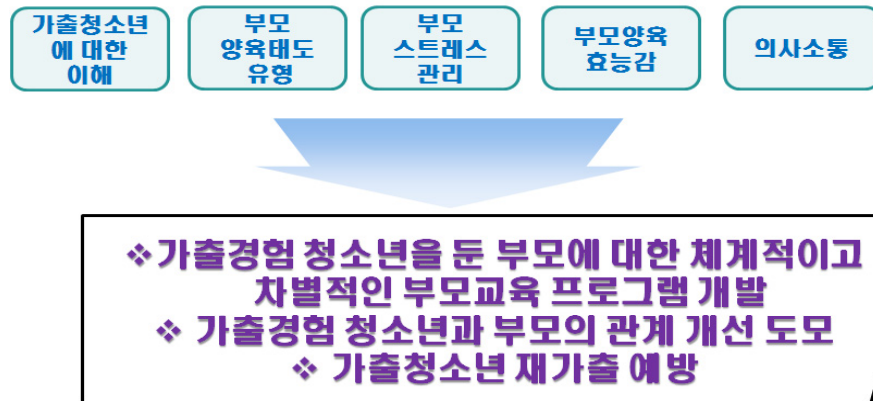 가출청소년
에 대한
이해
부모
양육태도
유형
부모
스트레스
관리
부모양육
효능감
의사소통
❖가출경험 청소년을 둔 부모에 대한 체계적이고
차별적인 부모교육 프로그램 개발
❖ 가출경험 청소년과 부모의 관계 개선 도모
❖ 가출청소년 재가출 예방